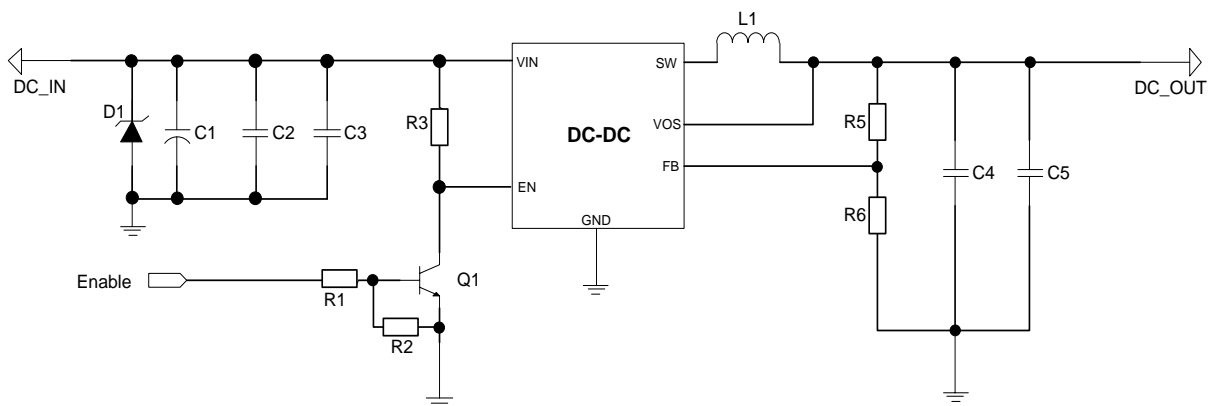 L1
DC_IN
VIN
SW
DC_OUT
D1
C1
C2
C3
R3
DC-DC
VOS
R5
FB
C4
C5
EN
R6
GND
Enable
R1
Q1
R2